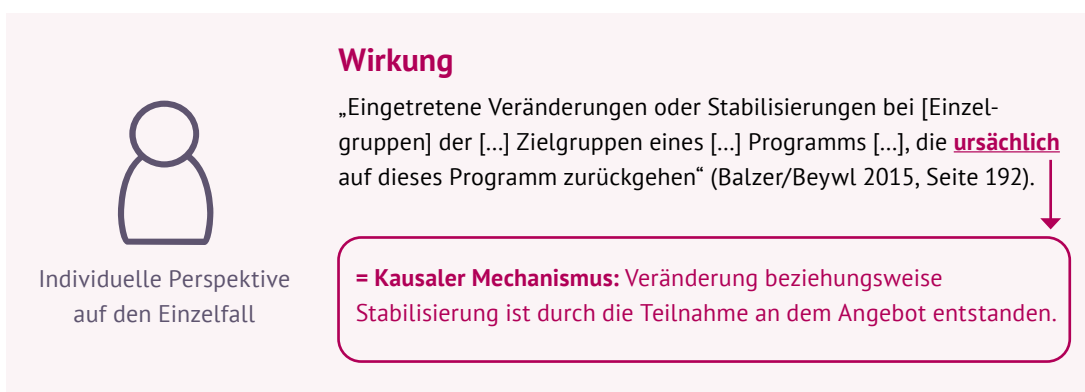 Wirkung
„Eingetretene Veränderungen oder Stabilisierungen bei [Einzel-
gruppen] der [...] Zielgruppen eines [...] Programms [...], die ursächlich
auf dieses Programm zurückgehen“ (Balzer/Beywl 2015, Seite 192).
Individuelle Perspektive
auf den Einzelfall
= Kausaler Mechanismus: Veränderung beziehungsweise
Stabilisierung ist durch die Teilnahme an dem Angebot entstanden.